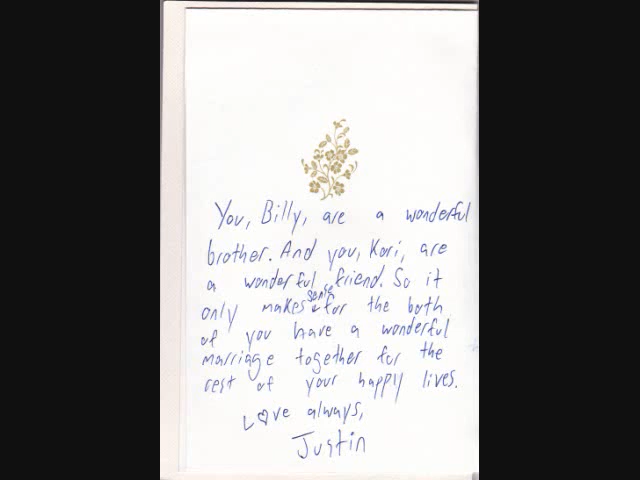 You, Billy, are a wonderful
brother. And you, Kori, are
a wonderful friend. So it
only makes sense for the both
of you have a wonderful
marriage together for the
rest of your happy lives.
Love always,
Justin